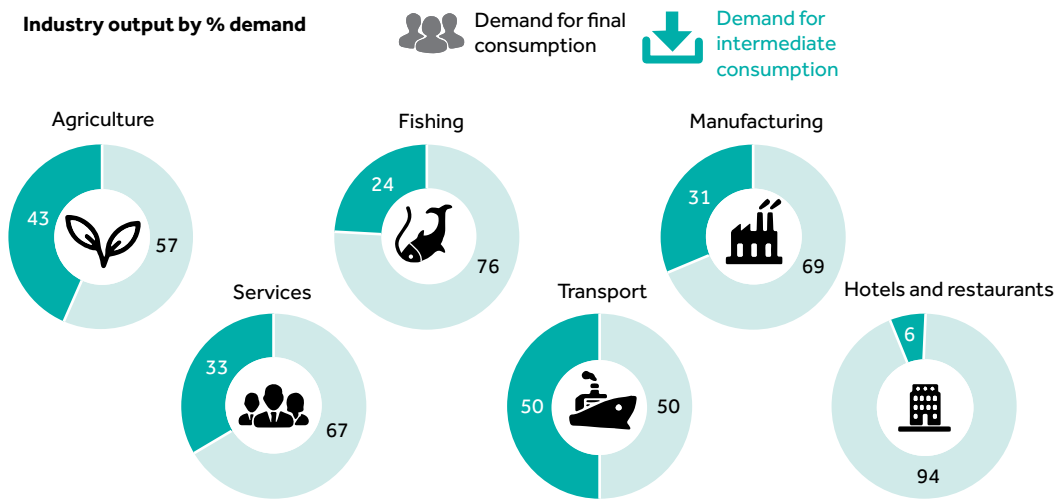 Industry output by % demand
Demand for final
consumption
Demand for
intermediate
consumption
Agriculture
43
57
Fishing
24
76
Manufacturing
31
69
Services
33
67
Transport
50
50
Hotels and restaurants
6
94